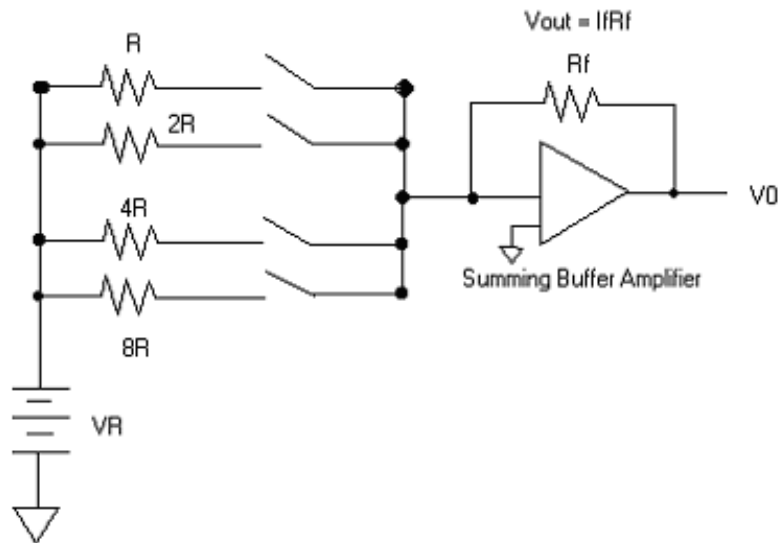 Vout = IfRf
R
Rf
2R
4R
V0
Summing Buffer Amplifier
8R
VR